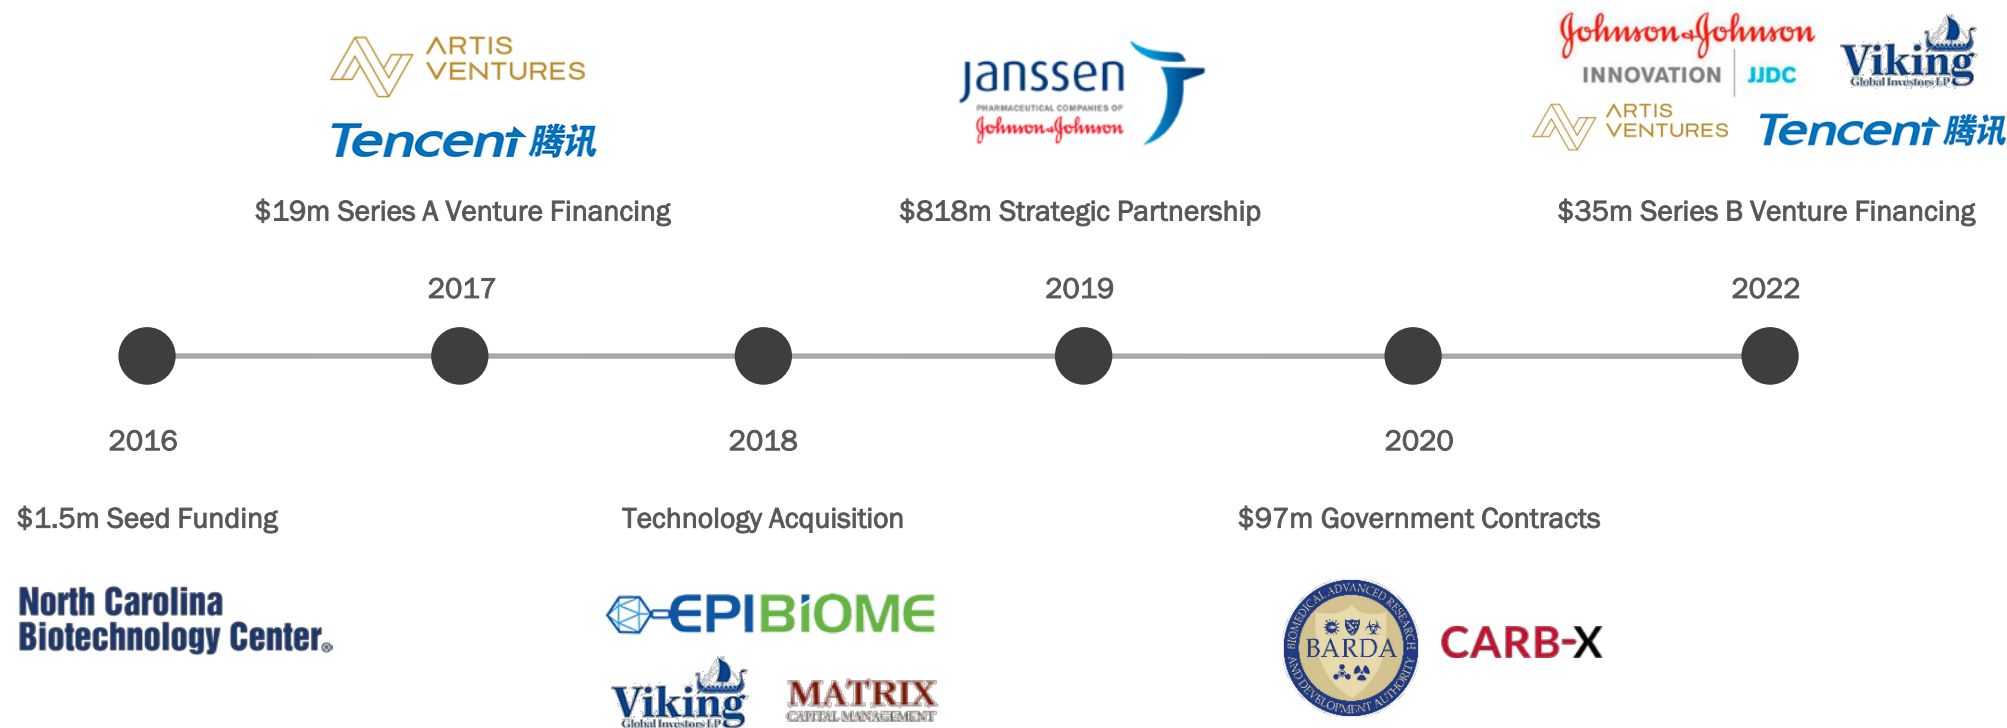 ARTIS
VENTURES
Tencent 腾讯
$19m Series A Venture Financing
2017
janssen
PHARMACEUTICAL COMPANIES OF
Johnson & Johnson
$818m Strategic Partnership
2019
Johnson & Johnson
INNOVATION | JJDC
Viking
Global Investors LP
ARTIS
VENTURES
Tencent 腾讯
$35m Series B Venture Financing
2022
2016
$1.5m Seed Funding
North Carolina
Biotechnology Center®
2018
Technology Acquisition
EPIBIOME
Viking
Global Investors LP
MATRIX
CAPITAL MANAGEMENT
2020
$97m Government Contracts
BIOMEDICAL ADVANCED RESEARCH
BARDA
AND DEVELOPMENT AUTHORITY
CARB-X